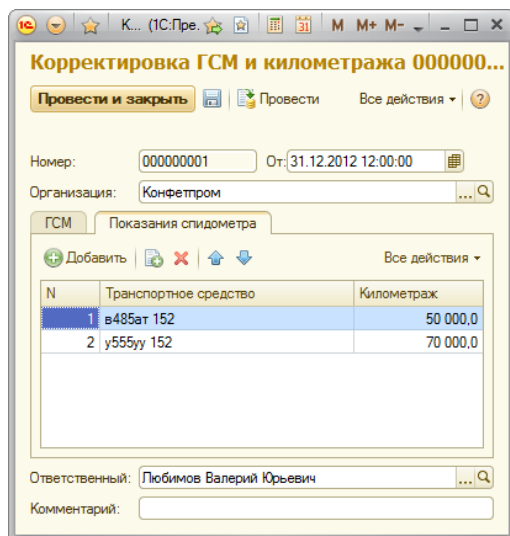 1С К... (1С:Пре... 31 M M+ M-
Корректировка ГСМ и километража 000000...
Провести и закрыть Провести Все действия ?
Номер: 000000001 От: 31.12.2012 12:00:00
Организация: Конфетпром ...
ГСМ Показания спидометра
Добавить Все действия
N Транспортное средство Километраж
1 в485ат 152 50 000,0
2 у555уу 152 70 000,0
Ответственный: Любимов Валерий Юрьевич ...
Комментарий: